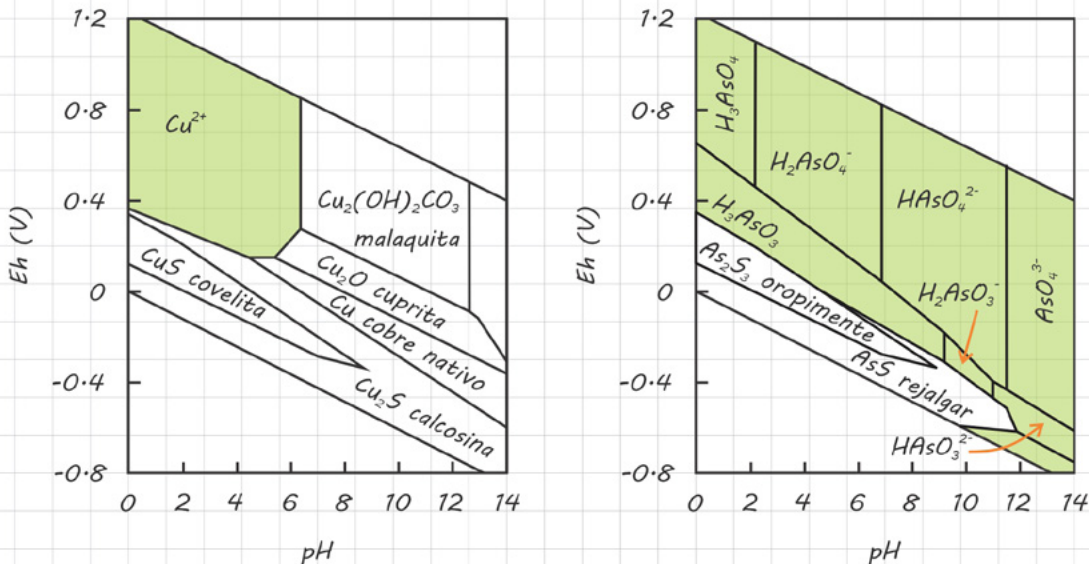 1.2
0.8
0.4
0
-0.4
-0.8
Eh (V)
0 2 4 6 8 10 12 14
pH
Cu²⁺
Cu₂(OH)₂CO₃
malaquita
Cu₂O cuprita
Cu cobre nativo
CuS covelita
Cu₂S calcosina
1.2
0.8
0.4
0
-0.4
-0.8
Eh (V)
0 2 4 6 8 10 12 14
pH
H₃AsO₄
H₂AsO₄⁻
HAsO₄²⁻
AsO₄³⁻
H₃AsO₃
H₂AsO₃⁻
As₂S₃ oropimente
AsS rejalgar
HAsO₃²⁻